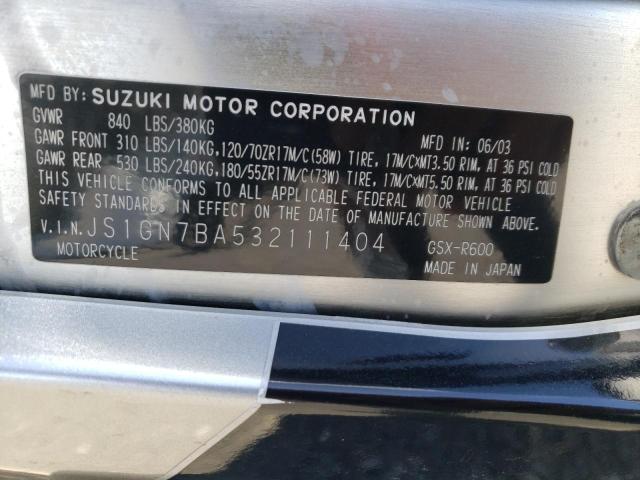 MFD BY: SUZUKI MOTOR CORPORATION
GVWR 840 LBS/380KG MFD IN: 06/03
GAWR FRONT 310 LBS/140KG, 120/70ZR17M/C(58W) TIRE, 17M/C×MT3.50 RIM, AT 36 PSI COLD
GAWR REAR 530 LBS/240KG, 180/55ZR17M/C(73W) TIRE, 17M/C×MT5.50 RIM, AT 36 PSI COLD
THIS VEHICLE CONFORMS TO ALL APPLICABLE FEDERAL MOTOR VEHICLE
SAFETY STANDARDS IN EFFECT ON THE DATE OF MANUFACTURE SHOWN ABOVE.
V.I.N. JS1GN7BA532111404 GSX-R600
MOTORCYCLE MADE IN JAPAN